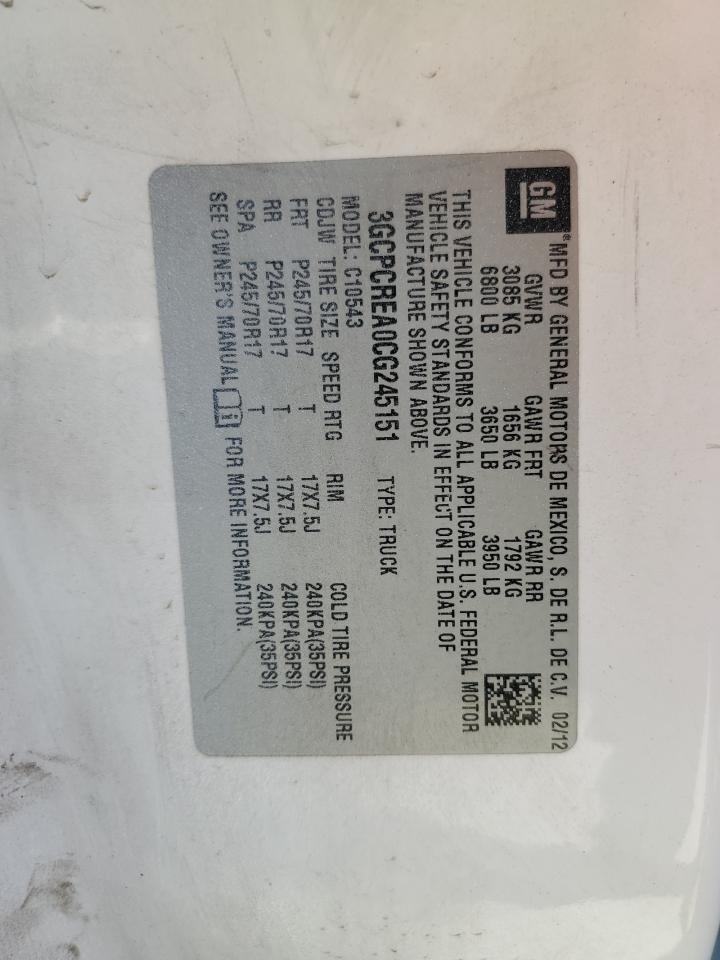 GM
®MFD BY GENERAL MOTORS DE MEXICO, S. DE R.L. DE C.V. 02/12
GVWR GAWR FRT GAWR RR
3085 KG 1656 KG 1792 KG
6800 LB 3650 LB 3950 LB
THIS VEHICLE CONFORMS TO ALL APPLICABLE U.S. FEDERAL MOTOR
VEHICLE SAFETY STANDARDS IN EFFECT ON THE DATE OF
MANUFACTURE SHOWN ABOVE.
3GCPCREA0CG245151 TYPE: TRUCK
MODEL: C10543
CDJW TIRE SIZE SPEED RTG RIM COLD TIRE PRESSURE
FRT P245/70R17 T 17X7.5J 240KPA(35PSI)
RR P245/70R17 T 17X7.5J 240KPA(35PSI)
SPA P245/70R17 T 17X7.5J 240KPA(35PSI)
SEE OWNER'S MANUAL FOR MORE INFORMATION.